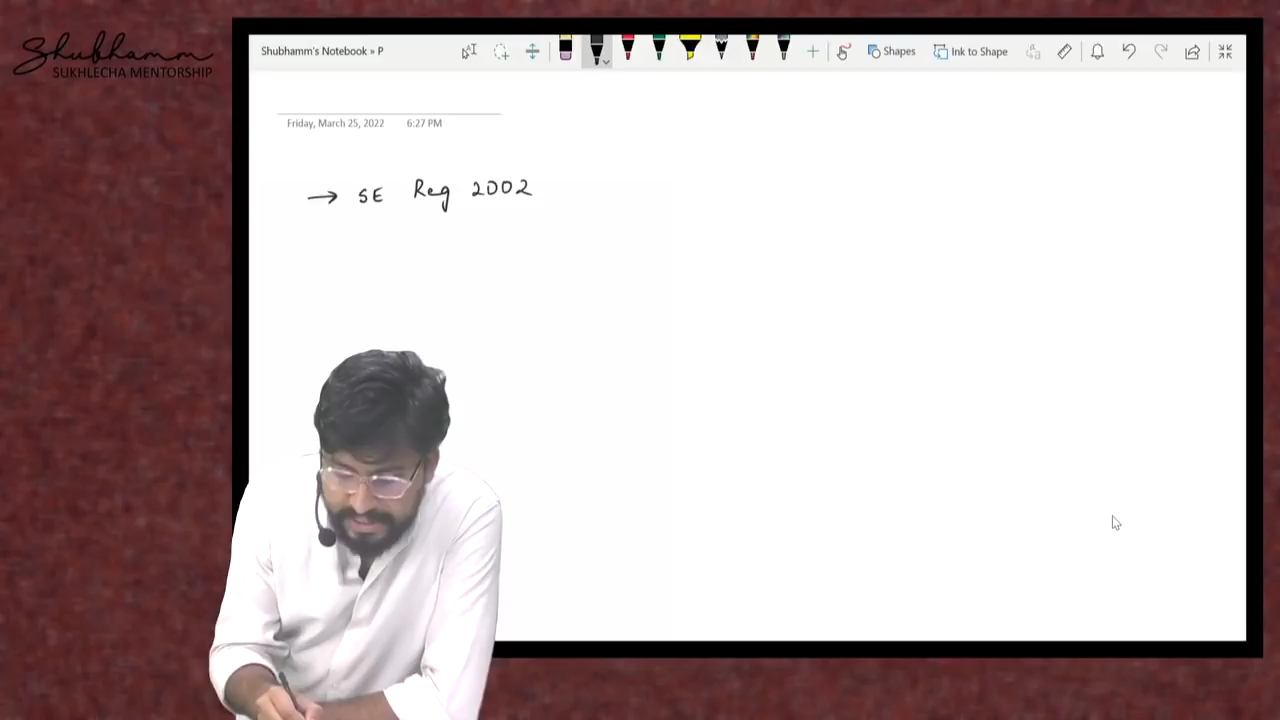 Shubhamm
SUKHLECHA MENTORSHIP
Shubhamm's Notebook » P
Shapes
Ink to Shape
Friday, March 25, 2022 6:27 PM
→ SE Reg 2002